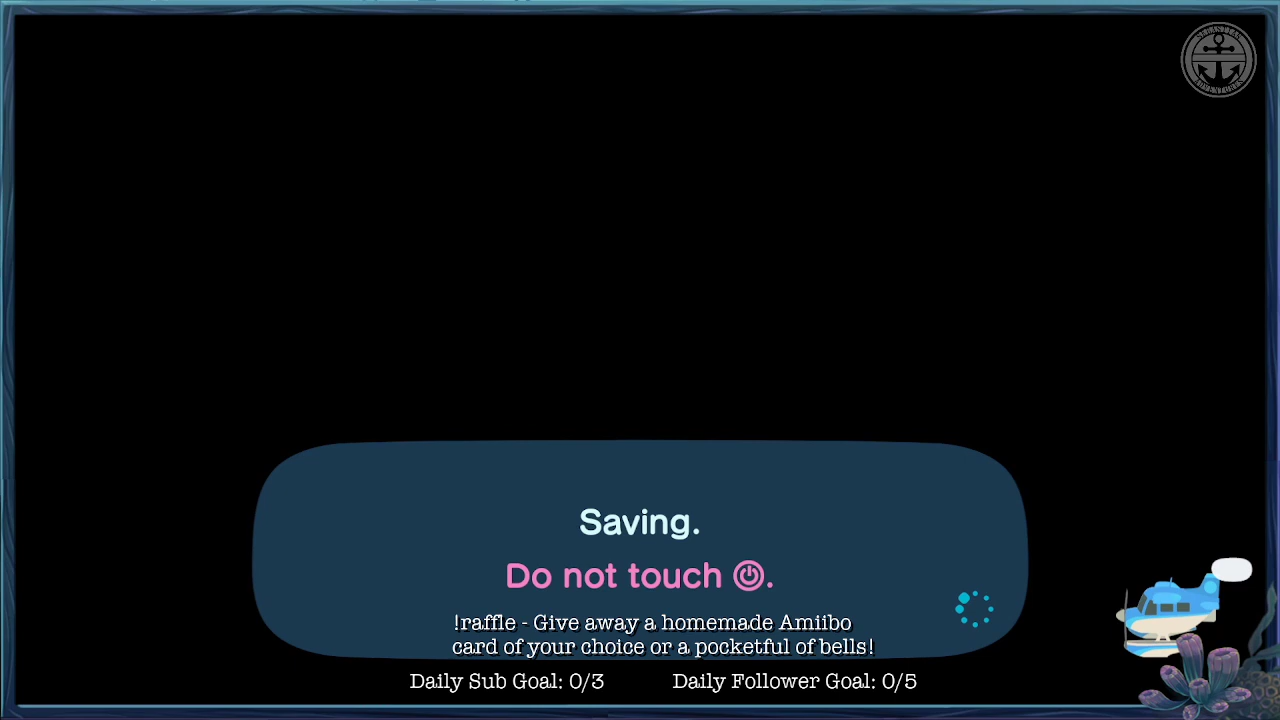 Saving.
Do not touch ⏻.
!raffle - Give away a homemade Amiibo
card of your choice or a pocketful of bells!
Daily Sub Goal: 0/3
Daily Follower Goal: 0/5